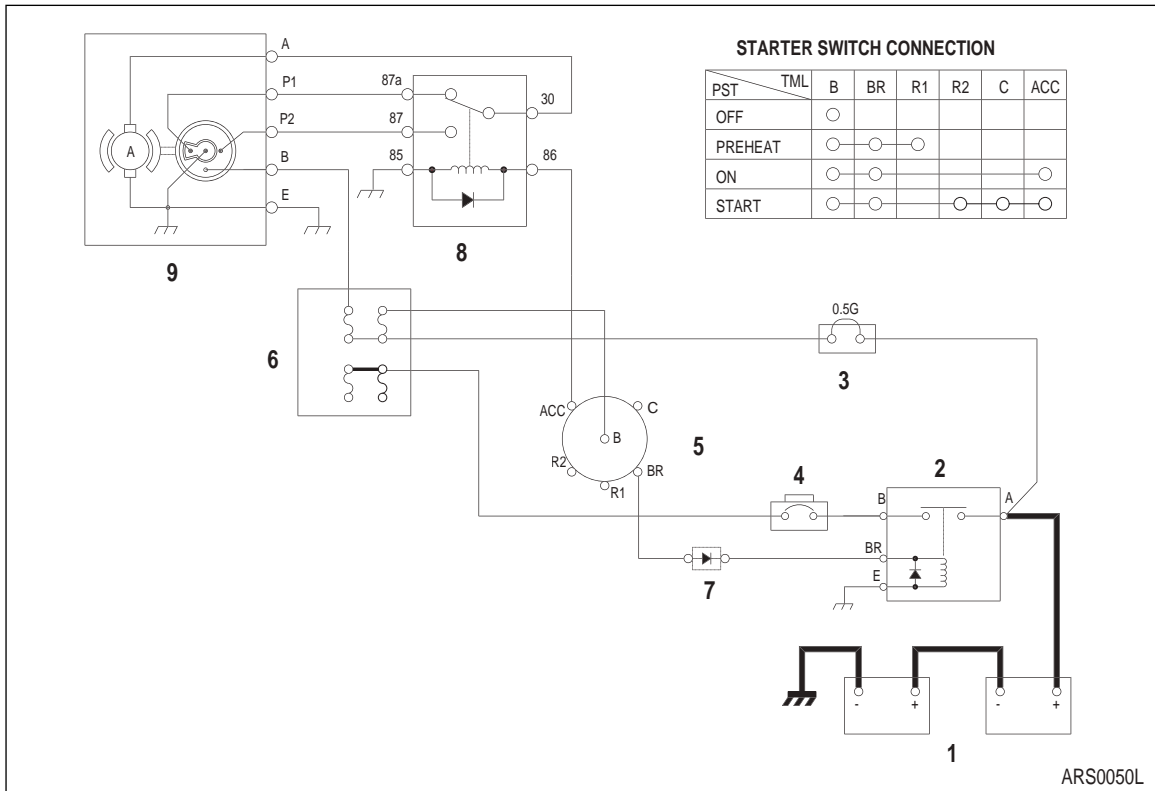 STARTER SWITCH CONNECTION
PST TML B BR R1 R2 C ACC
OFF
PREHEAT
ON
START
A
P1
P2
B
E
A
9
87a
87
85
30
86
8
6
0.5G
3
ACC
C
B
R2
BR
R1
5
4
7
2
B
A
BR
E
- +
- +
1
ARS0050L